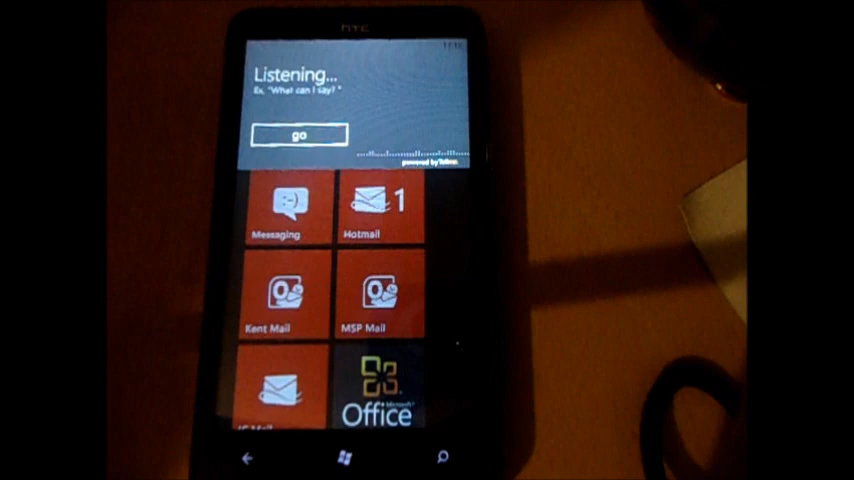 hTC
Listening...
Ex. "What can I say? "
go
powered by Tellme
Messaging
1
Hotmail
Kent Mail
MSP Mail
Microsoft
Office